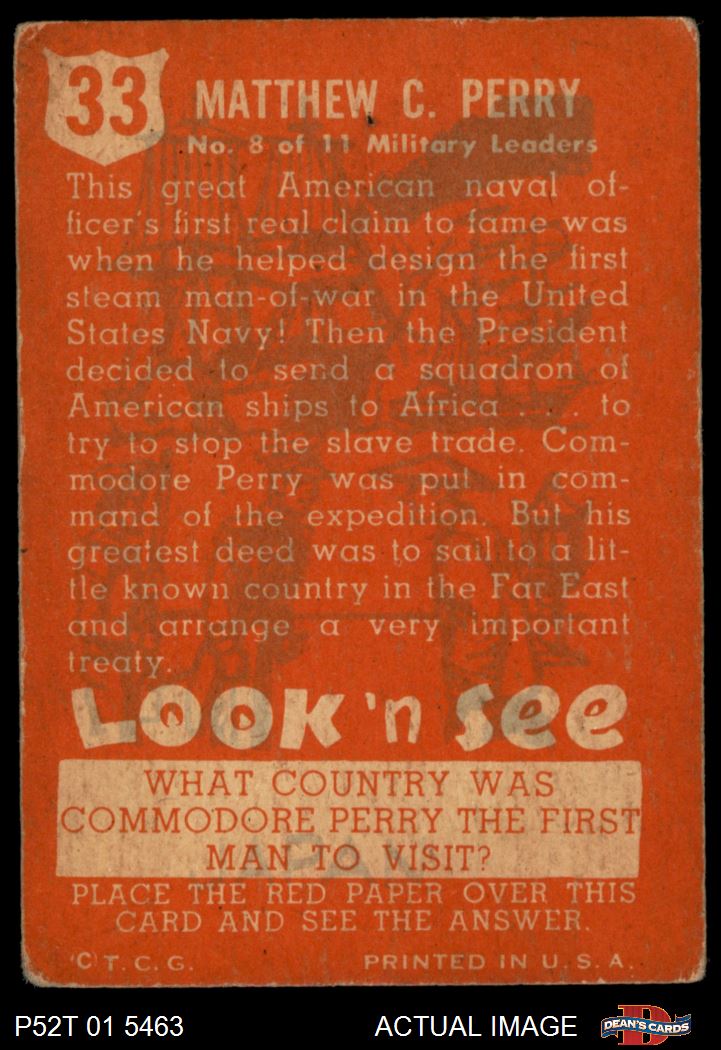 33
MATTHEW C. PERRY
No. 8 of 11 Military Leaders
This great American naval of-
ficer's first real claim to fame was
when he helped design the first
steam man-of-war in the United
States Navy! Then the President
decided to send a squadron of
American ships to Africa . . . . to
try to stop the slave trade. Com-
modore Perry was put in com-
mand of the expedition. But his
greatest deed was to sail to a lit-
tle known country in the Far East
and arrange a very important
treaty.
LOOK 'n SEE
WHAT COUNTRY WAS
COMMODORE PERRY THE FIRST
MAN TO VISIT?
JAPAN
PLACE THE RED PAPER OVER THIS
CARD AND SEE THE ANSWER.
©T. C. G. PRINTED IN U. S. A.
P52T 01 5463 ACTUAL IMAGE DEAN'S CARDS